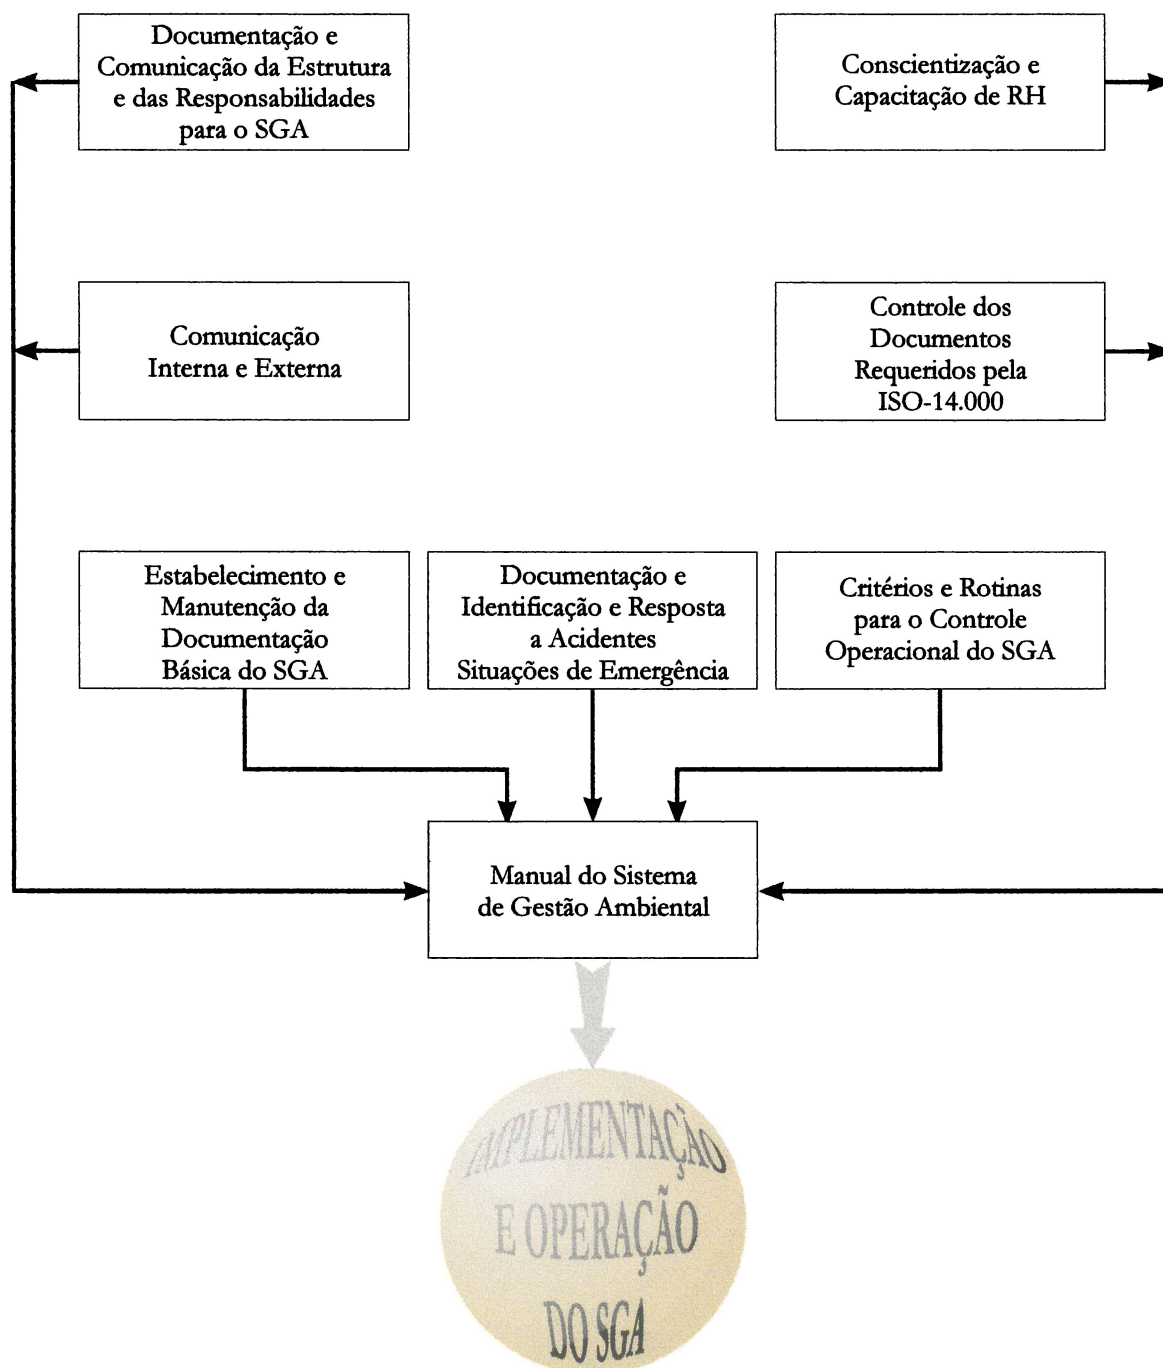 Documentação e
Comunicação da Estrutura
e das Responsabilidades
para o SGA
Conscientização e
Capacitação de RH
Comunicação
Interna e Externa
Controle dos
Documentos
Requeridos pela
ISO-14.000
Estabelecimento e
Manutenção da
Documentação
Básica do SGA
Documentação e
Identificação e Resposta
a Acidentes
Situações de Emergência
Critérios e Rotinas
para o Controle
Operacional do SGA
Manual do Sistema
de Gestão Ambiental
IMPLEMENTAÇÃO
E OPERAÇÃO
DO SGA